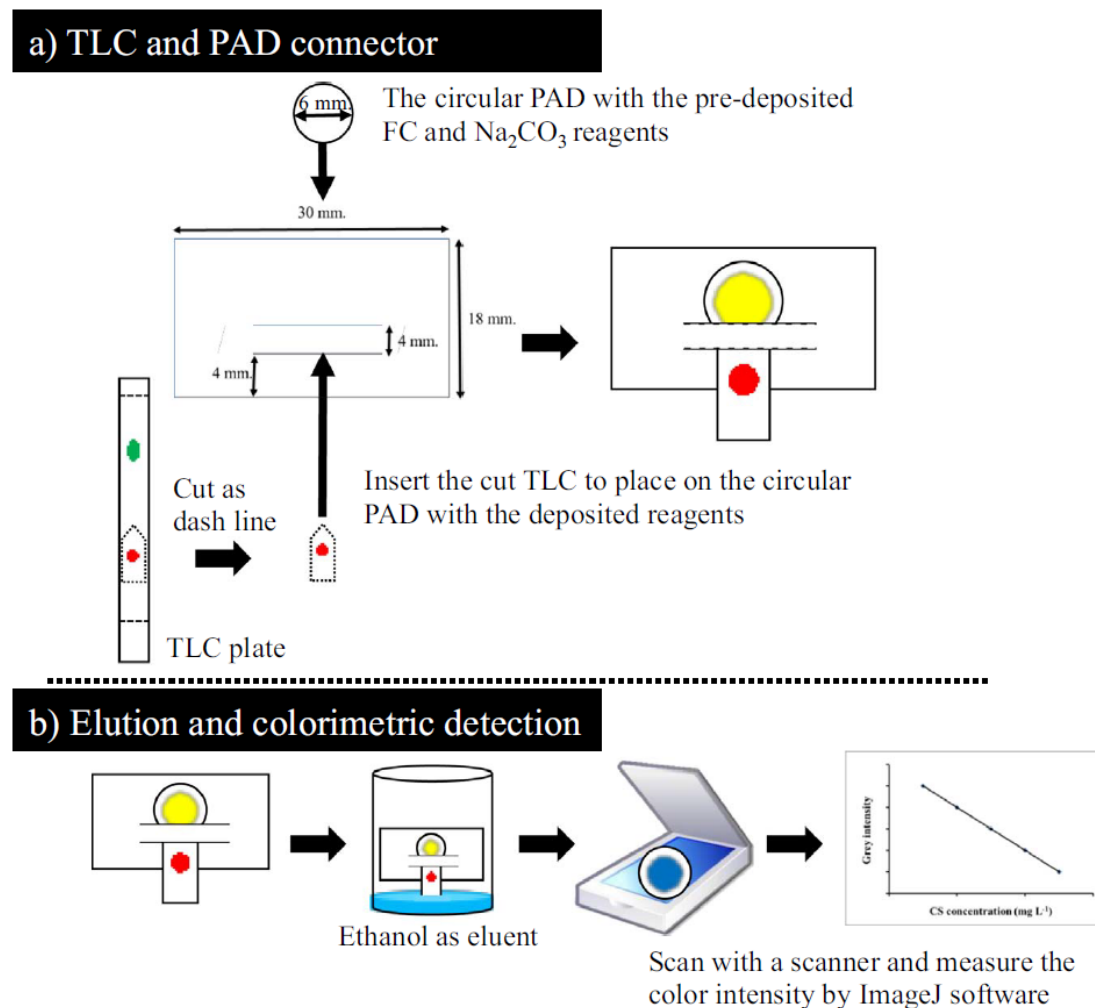 a) TLC and PAD connector
6 mm.
The circular PAD with the pre-deposited
FC and Na₂CO₃ reagents
30 mm.
18 mm.
4 mm.
4 mm.
Cut as
dash line
Insert the cut TLC to place on the circular
PAD with the deposited reagents
TLC plate
b) Elution and colorimetric detection
Grey intensity
CS concentration (mg L⁻¹)
Ethanol as eluent
Scan with a scanner and measure the
color intensity by ImageJ software